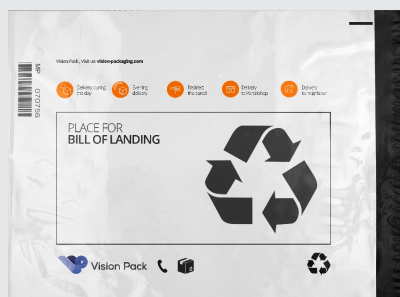 Vision Pack, Visit us: vision-packaging.com
Delivery during
the day
Evening
delivery
Redirect
the parcel
Delivery
to Parcelshop
Delivery
to neighbour
MP 070756
PLACE FOR
BILL OF LANDING
Vision Pack